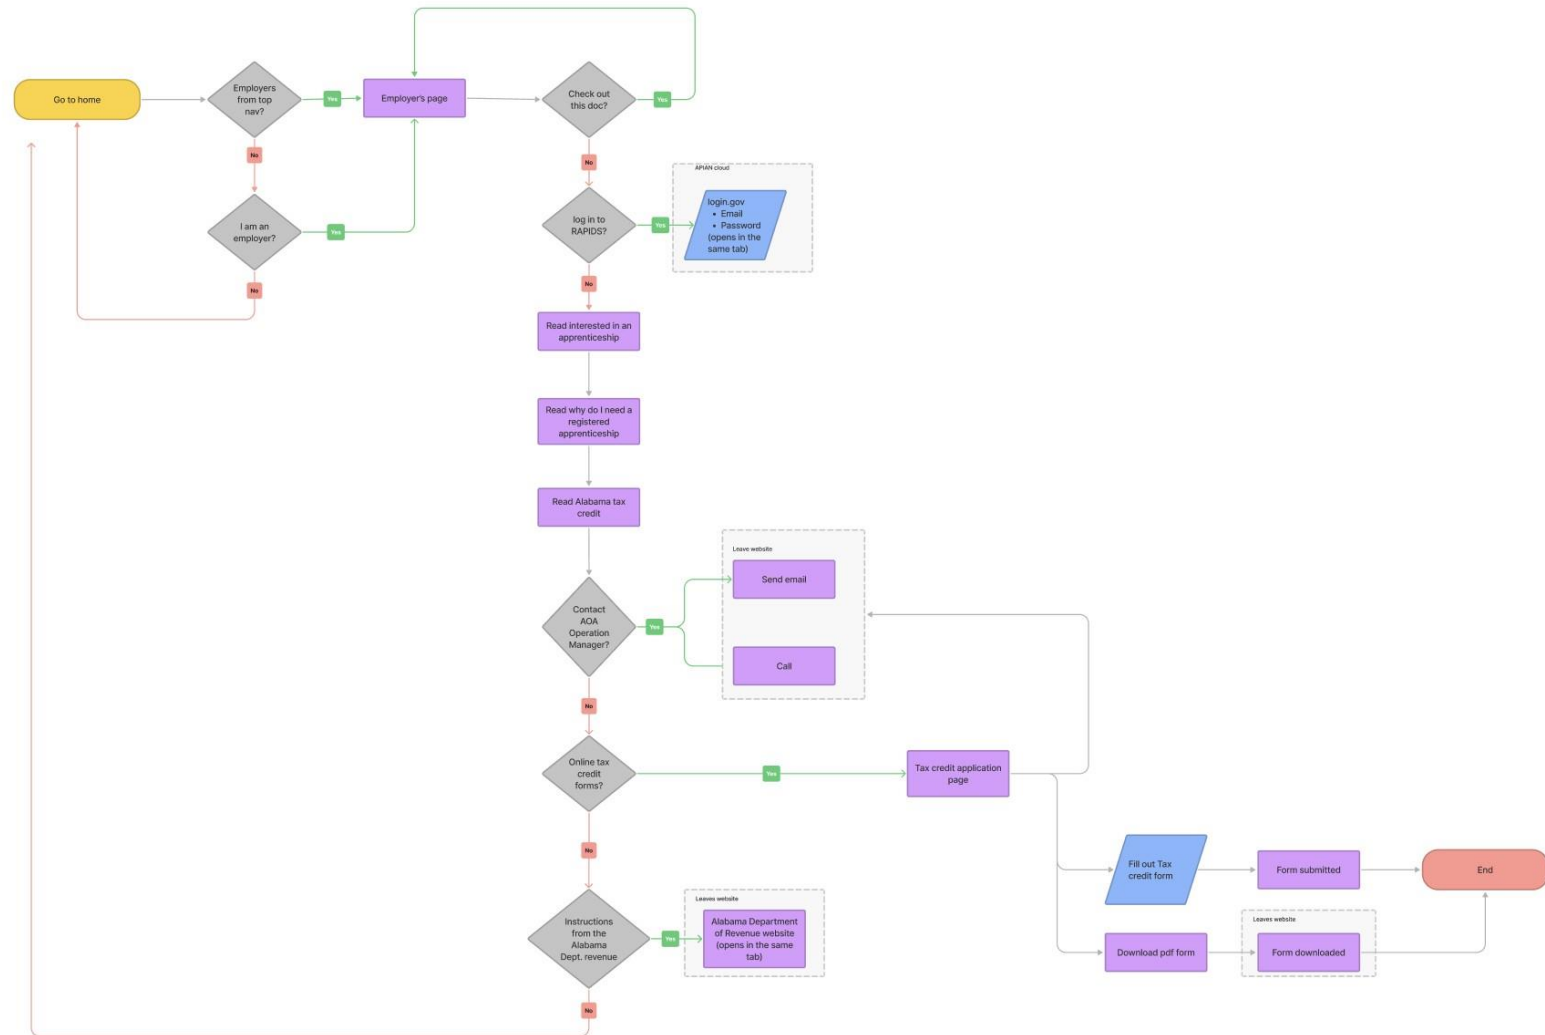 Go to home
Employers
from top
nav?
Yes
Employer's page
Check out
this doc?
Yes
No
No
APIAN cloud
login.gov
• Email
• Password
(opens in the
same tab)
I am an
employer?
Yes
log in to
RAPIDS?
Yes
No
No
Read interested in an
apprenticeship
Read why do I need a
registered
apprenticeship
Read Alabama tax
credit
Leave website
Send email
Contact
AOA
Operation
Manager?
Yes
Call
No
Online tax
credit
forms?
Yes
Tax credit application
page
No
Fill out Tax
credit form
Form submitted
End
Instructions
from the
Alabama
Dept. revenue
Yes
Leaves website
Alabama Department
of Revenue website
(opens in the same
tab)
Download pdf form
Leaves website
Form downloaded
No